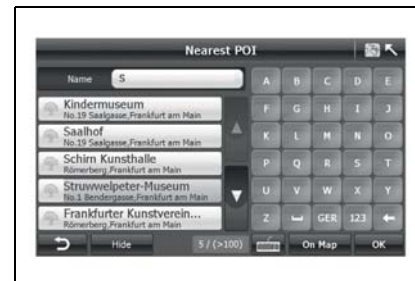 Nearest POI
Name S
Kindermuseum
No.19 Saalgasse,Frankfurt am Main
Saalhof
No.19 Saalgasse,Frankfurt am Main
Schirn Kunsthalle
Römerberg,Frankfurt am Main
Struwwelpeter-Museum
No.1 Bendergasse,Frankfurt am Main
Frankfurter Kunstverein...
Römerberg,Frankfurt am Main
A B C D E
F G H I J
K L M N O
P Q R S T
U V W X Y
Z GER 123
Hide 5 / (>100) On Map OK